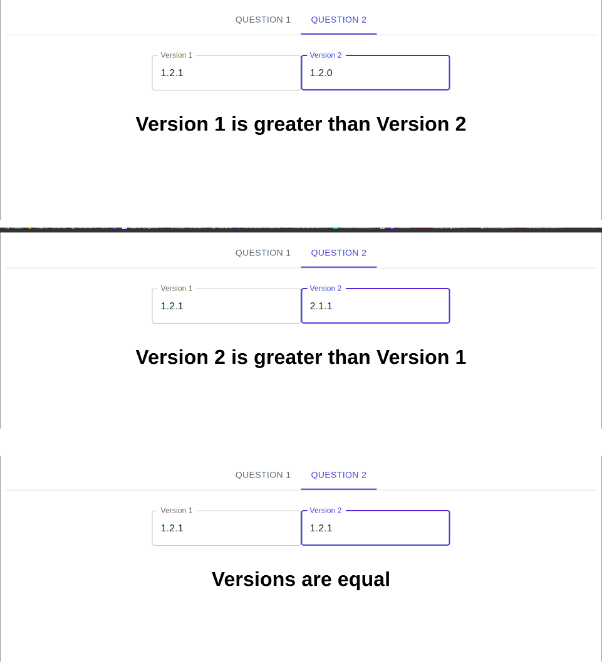 QUESTION 1 QUESTION 2
Version 1 Version 2
1.2.1 1.2.0
Version 1 is greater than Version 2
QUESTION 1 QUESTION 2
Version 1 Version 2
1.2.1 2.1.1
Version 2 is greater than Version 1
QUESTION 1 QUESTION 2
Version 1 Version 2
1.2.1 1.2.1
Versions are equal